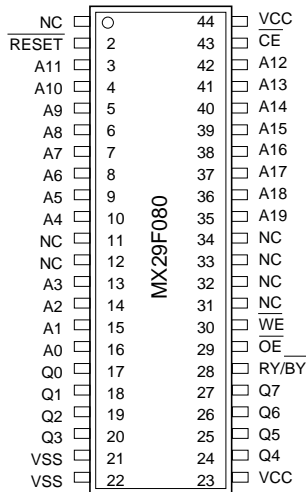 NC 44 VCC
RESET 2 43 CE
A11 3 42 A12
A10 4 41 A13
A9 5 40 A14
A8 6 39 A15
A7 7 38 A16
A6 8 37 A17
A5 9 36 A18
A4 10 35 A19
NC 11 34 NC
NC 12 33 NC
A3 13 32 NC
A2 14 31 NC
A1 15 30 WE
A0 16 29 OE
Q0 17 28 RY/BY
Q1 18 27 Q7
Q2 19 26 Q6
Q3 20 25 Q5
VSS 21 24 Q4
VSS 22 23 VCC
MX29F080